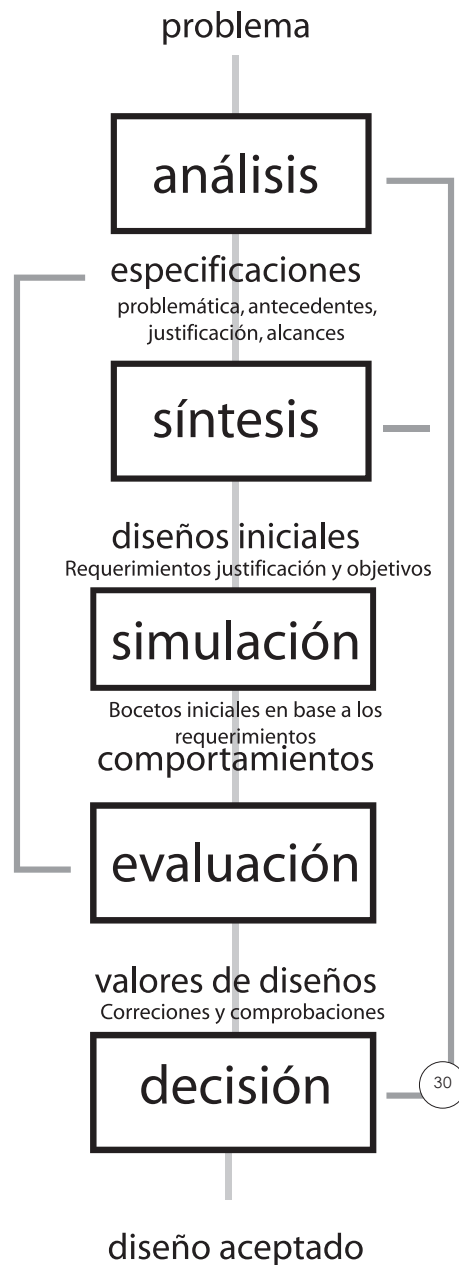 problema
análisis
especificaciones
problemática, antecedentes,
justificación, alcances
síntesis
diseños iniciales
Requerimientos justificación y objetivos
simulación
Bocetos iniciales en base a los
requerimientos
comportamientos
evaluación
valores de diseños
Correciones y comprobaciones
decisión
30
diseño aceptado